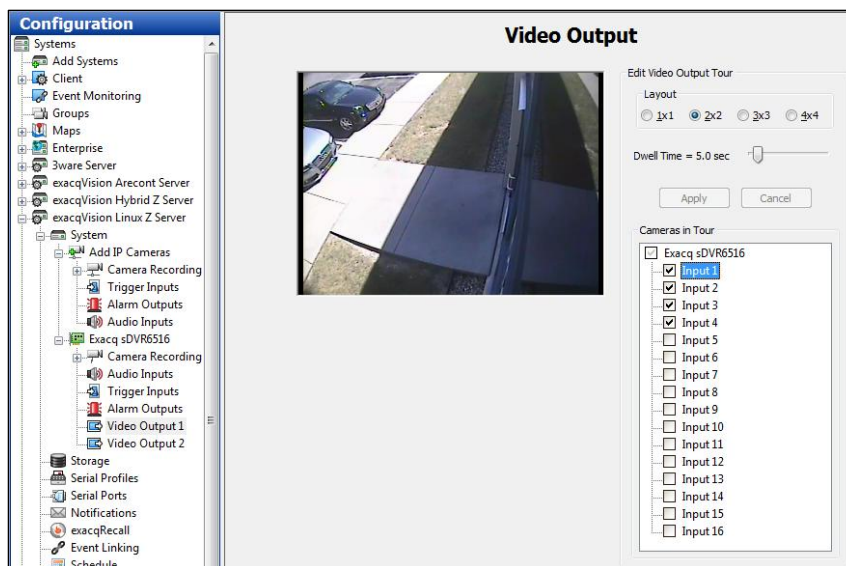 Configuration
Systems
Add Systems
Client
Event Monitoring
Groups
Maps
Enterprise
3ware Server
exacqVision Arecont Server
exacqVision Hybrid Z Server
exacqVision Linux Z Server
System
Add IP Cameras
Camera Recording
Trigger Inputs
Alarm Outputs
Audio Inputs
Exacq sDVR6516
Camera Recording
Audio Inputs
Trigger Inputs
Alarm Outputs
Video Output 1
Video Output 2
Storage
Serial Profiles
Serial Ports
Notifications
exacqRecall
Event Linking
Schedule
Video Output
Edit Video Output Tour
Layout
1x1 2x2 3x3 4x4
Dwell Time = 5.0 sec
Apply Cancel
Cameras in Tour
Exacq sDVR6516
Input 1
Input 2
Input 3
Input 4
Input 5
Input 6
Input 7
Input 8
Input 9
Input 10
Input 11
Input 12
Input 13
Input 14
Input 15
Input 16